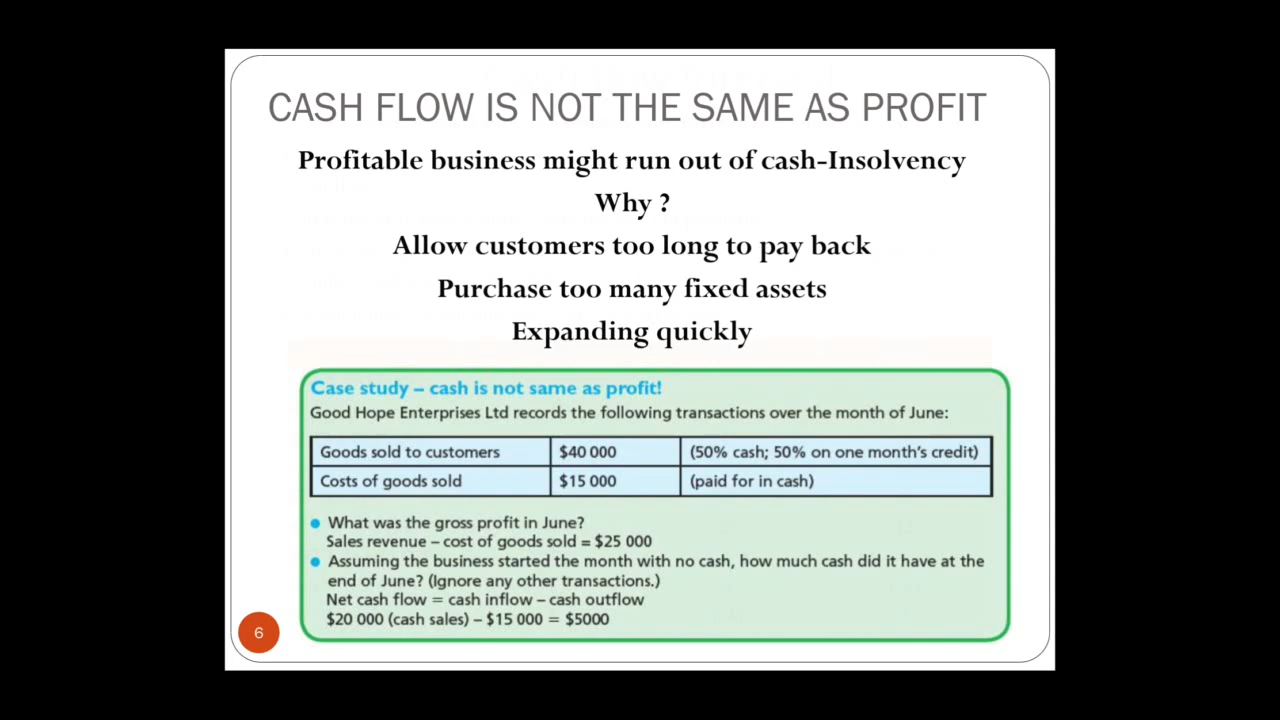 CASH FLOW IS NOT THE SAME AS PROFIT
Profitable business might run out of cash-Insolvency
Why ?
Allow customers too long to pay back
Purchase too many fixed assets
Expanding quickly
Case study – cash is not same as profit!
Good Hope Enterprises Ltd records the following transactions over the month of June:
Goods sold to customers $40 000 (50% cash; 50% on one month's credit)
Costs of goods sold $15 000 (paid for in cash)
● What was the gross profit in June?
Sales revenue – cost of goods sold = $25 000
● Assuming the business started the month with no cash, how much cash did it have at the
end of June? (Ignore any other transactions.)
Net cash flow = cash inflow – cash outflow
$20 000 (cash sales) – $15 000 = $5000
6